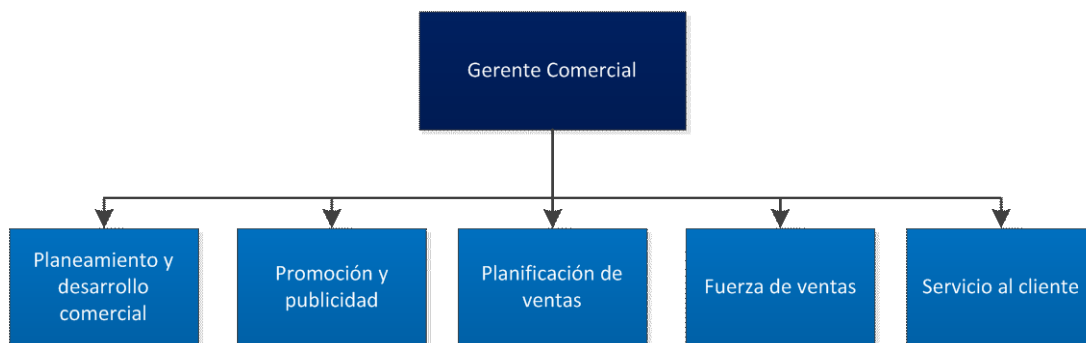 Gerente Comercial
Planeamiento y
desarrollo
comercial
Promoción y
publicidad
Planificación de
ventas
Fuerza de ventas
Servicio al cliente